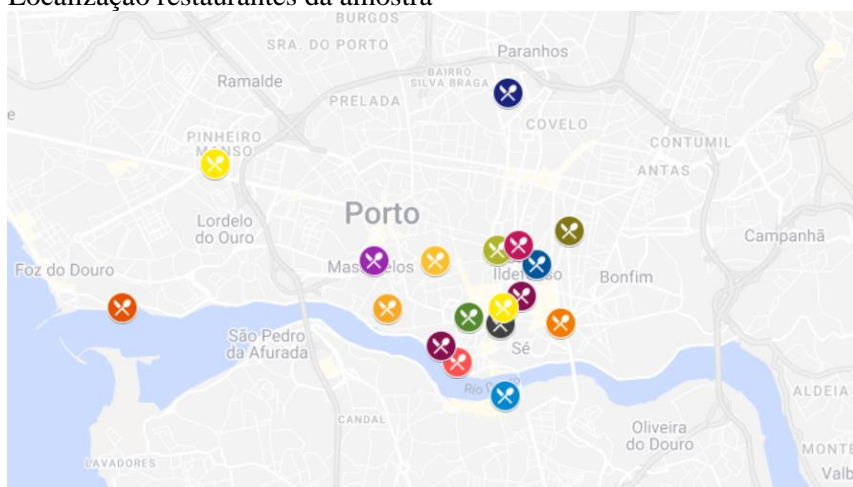 Localização restaurantes da amostra
BURGOS
SRA. DO PORTO
Paranhos
BAIRRO
SILVA BRAGA
Ramalde
PRELADA
COVELO
e
PINHEIRO
MANSO
CONTUMIL
ANTAS
Porto
Lordelo
do Ouro
Campanhã
Foz do Douro
Bonfim
São Pedro
da Afurada
Sé
Rio
ALDEIA
CANDAL
Oliveira
do Douro
LAVADORES
MONTE
Valb